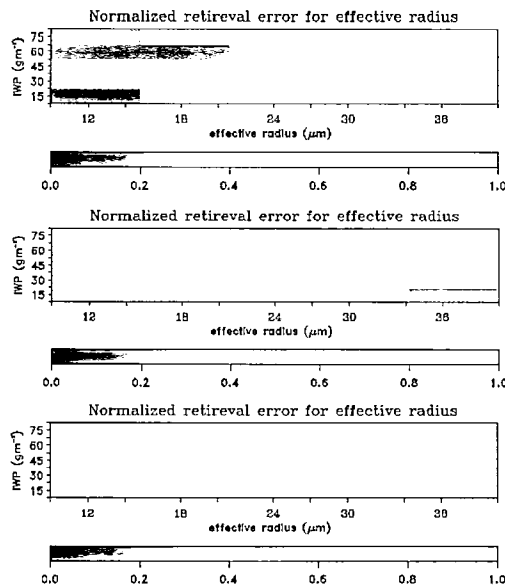 Normalized retireval error for effective radius
IWP (gm⁻²)
75
60
45
30
15
12 18 24 30 36
effective radius (μm)
0.0 0.2 0.4 0.6 0.8 1.0
Normalized retireval error for effective radius
IWP (gm⁻²)
75
60
45
30
15
12 18 24 30 36
effective radius (μm)
0.0 0.2 0.4 0.6 0.8 1.0
Normalized retireval error for effective radius
IWP (gm⁻²)
75
60
45
30
15
12 18 24 30 36
effective radius (μm)
0.0 0.2 0.4 0.6 0.8 1.0